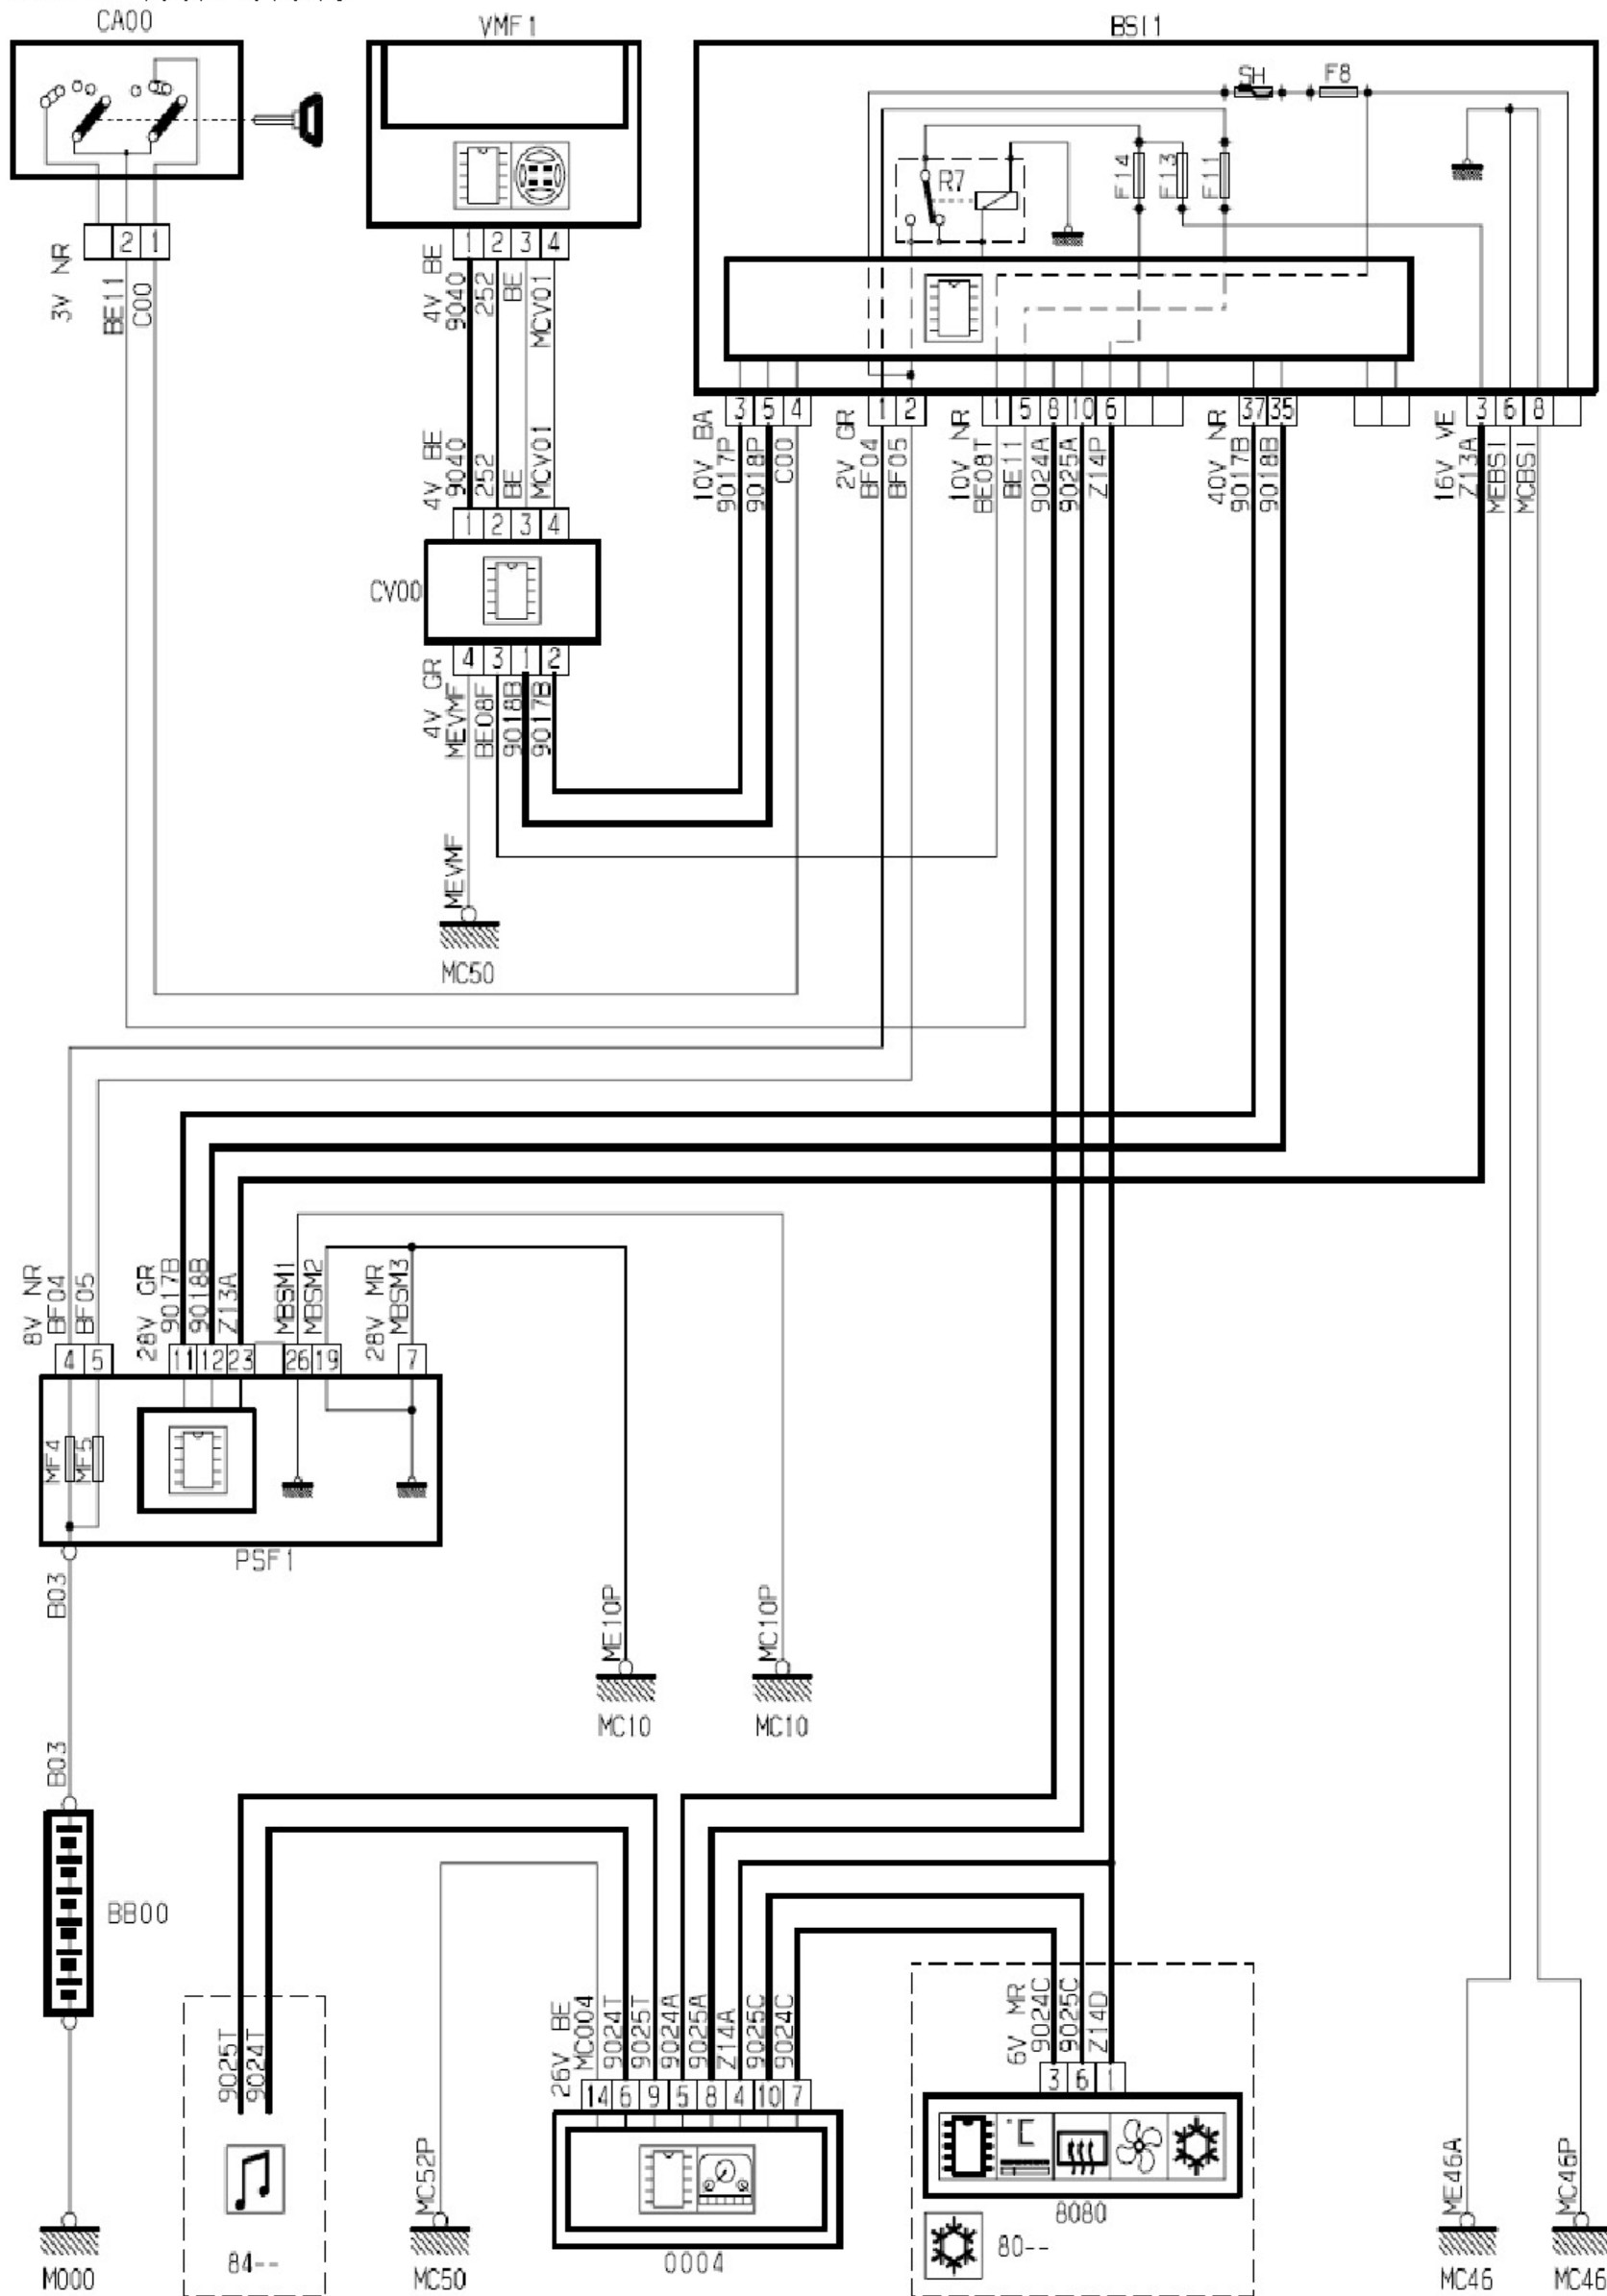 CA00
VMF1
BSI1
SH
F8
R7
F14
F13
F11
2 1
3V NR
BE11
C00
1 2 3 4
4V BE
9040
252
BE
MCV01
4V BE
9040
252
BE
MCV01
1 2 3 4
CV00
4 3 1 2
4V GR
MEVMF
BE08F
9018B
9017B
MEVMF
MC50
3 5 4
10V BA
9017P
9018P
C00
1 2
2V GR
BF04
BF05
1 5 8 10 6
10V NR
BE08T
BE11
9024A
9025A
Z14P
37 35
40V NR
9017B
9018B
3 6 8
16V VE
Z13A
MEBSI
MCBSI
8V NR
BF04
BF05
28V GR
9017B
9018B
Z13A
MBSM1
MBSM2
28V MR
MBSM3
4 5 11 12 23 26 19 7
MF4
MF5
PSF1
B03
B03
BB00
M000
ME10P
MC10
MC10P
MC10
9025T
9024T
84--
MC52P
MC50
26V BE
MC004
9024T
9025T
9024A
9025A
Z14A
9025C
9024C
14 6 9 5 8 4 10 7
0004
6V MR
9024C
9025C
Z14D
3 6 1
°C
8080
80--
ME46A
MC46
MC46P
MC46